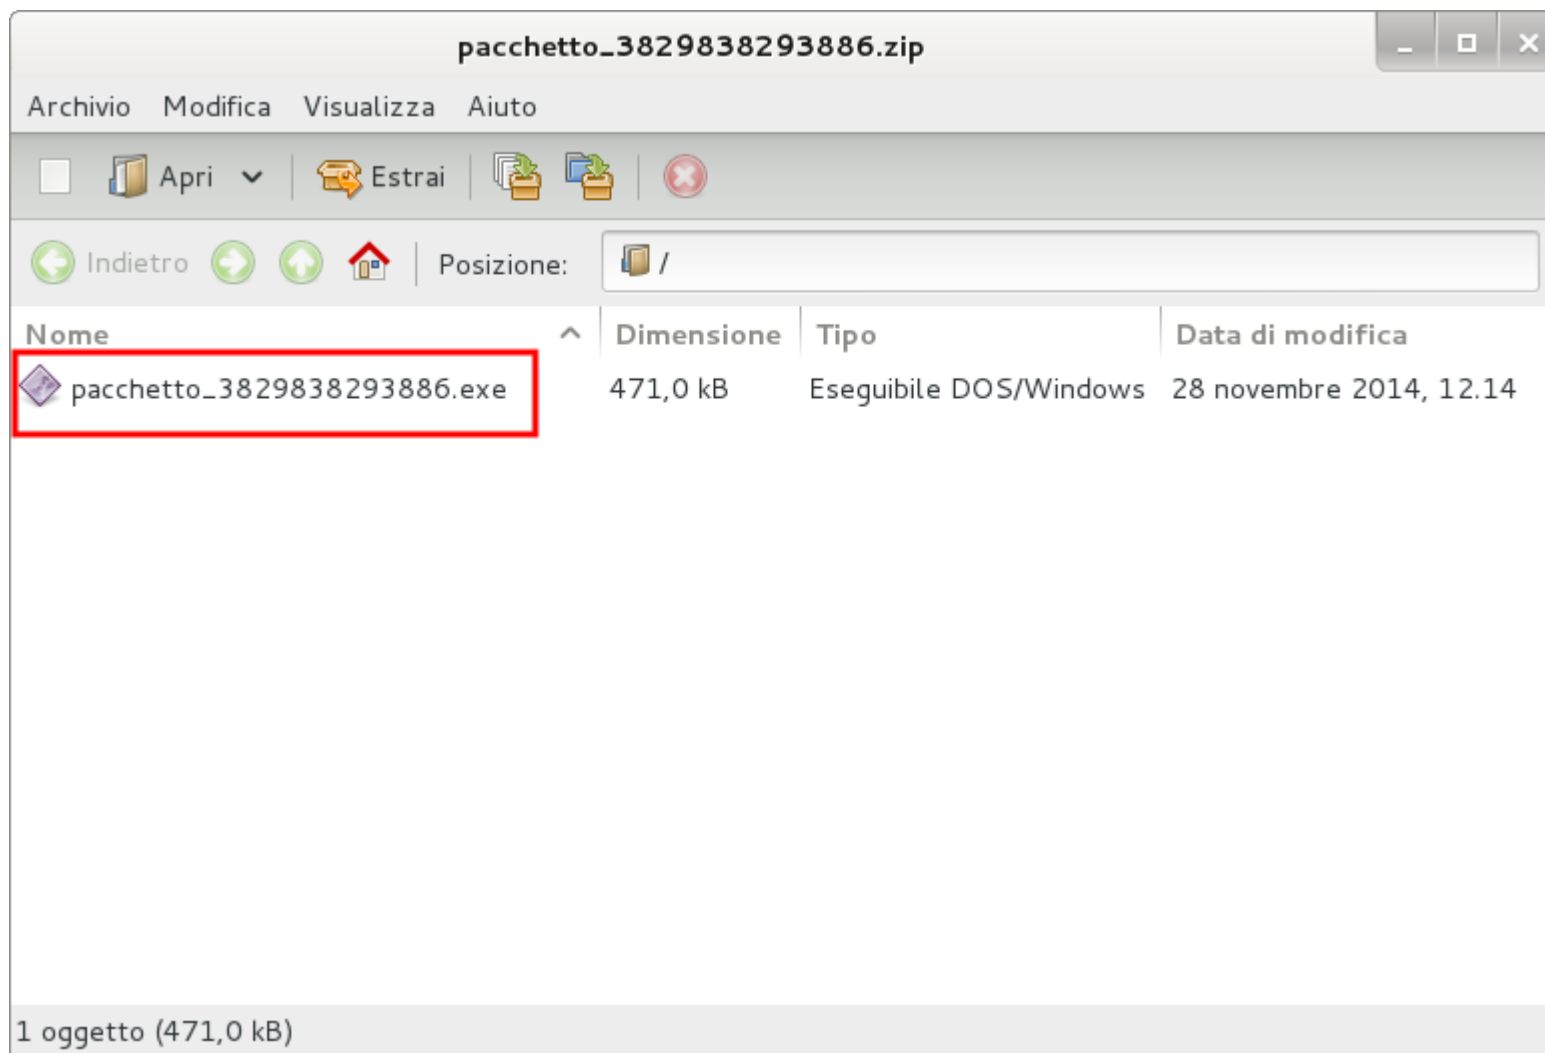 pacchetto_3829838293886.zip
Archivio Modifica Visualizza Aiuto
Apri Estrai
Indietro Posizione: /
Nome Dimensione Tipo Data di modifica
pacchetto_3829838293886.exe 471,0 kB Eseguibile DOS/Windows 28 novembre 2014, 12.14
1 oggetto (471,0 kB)